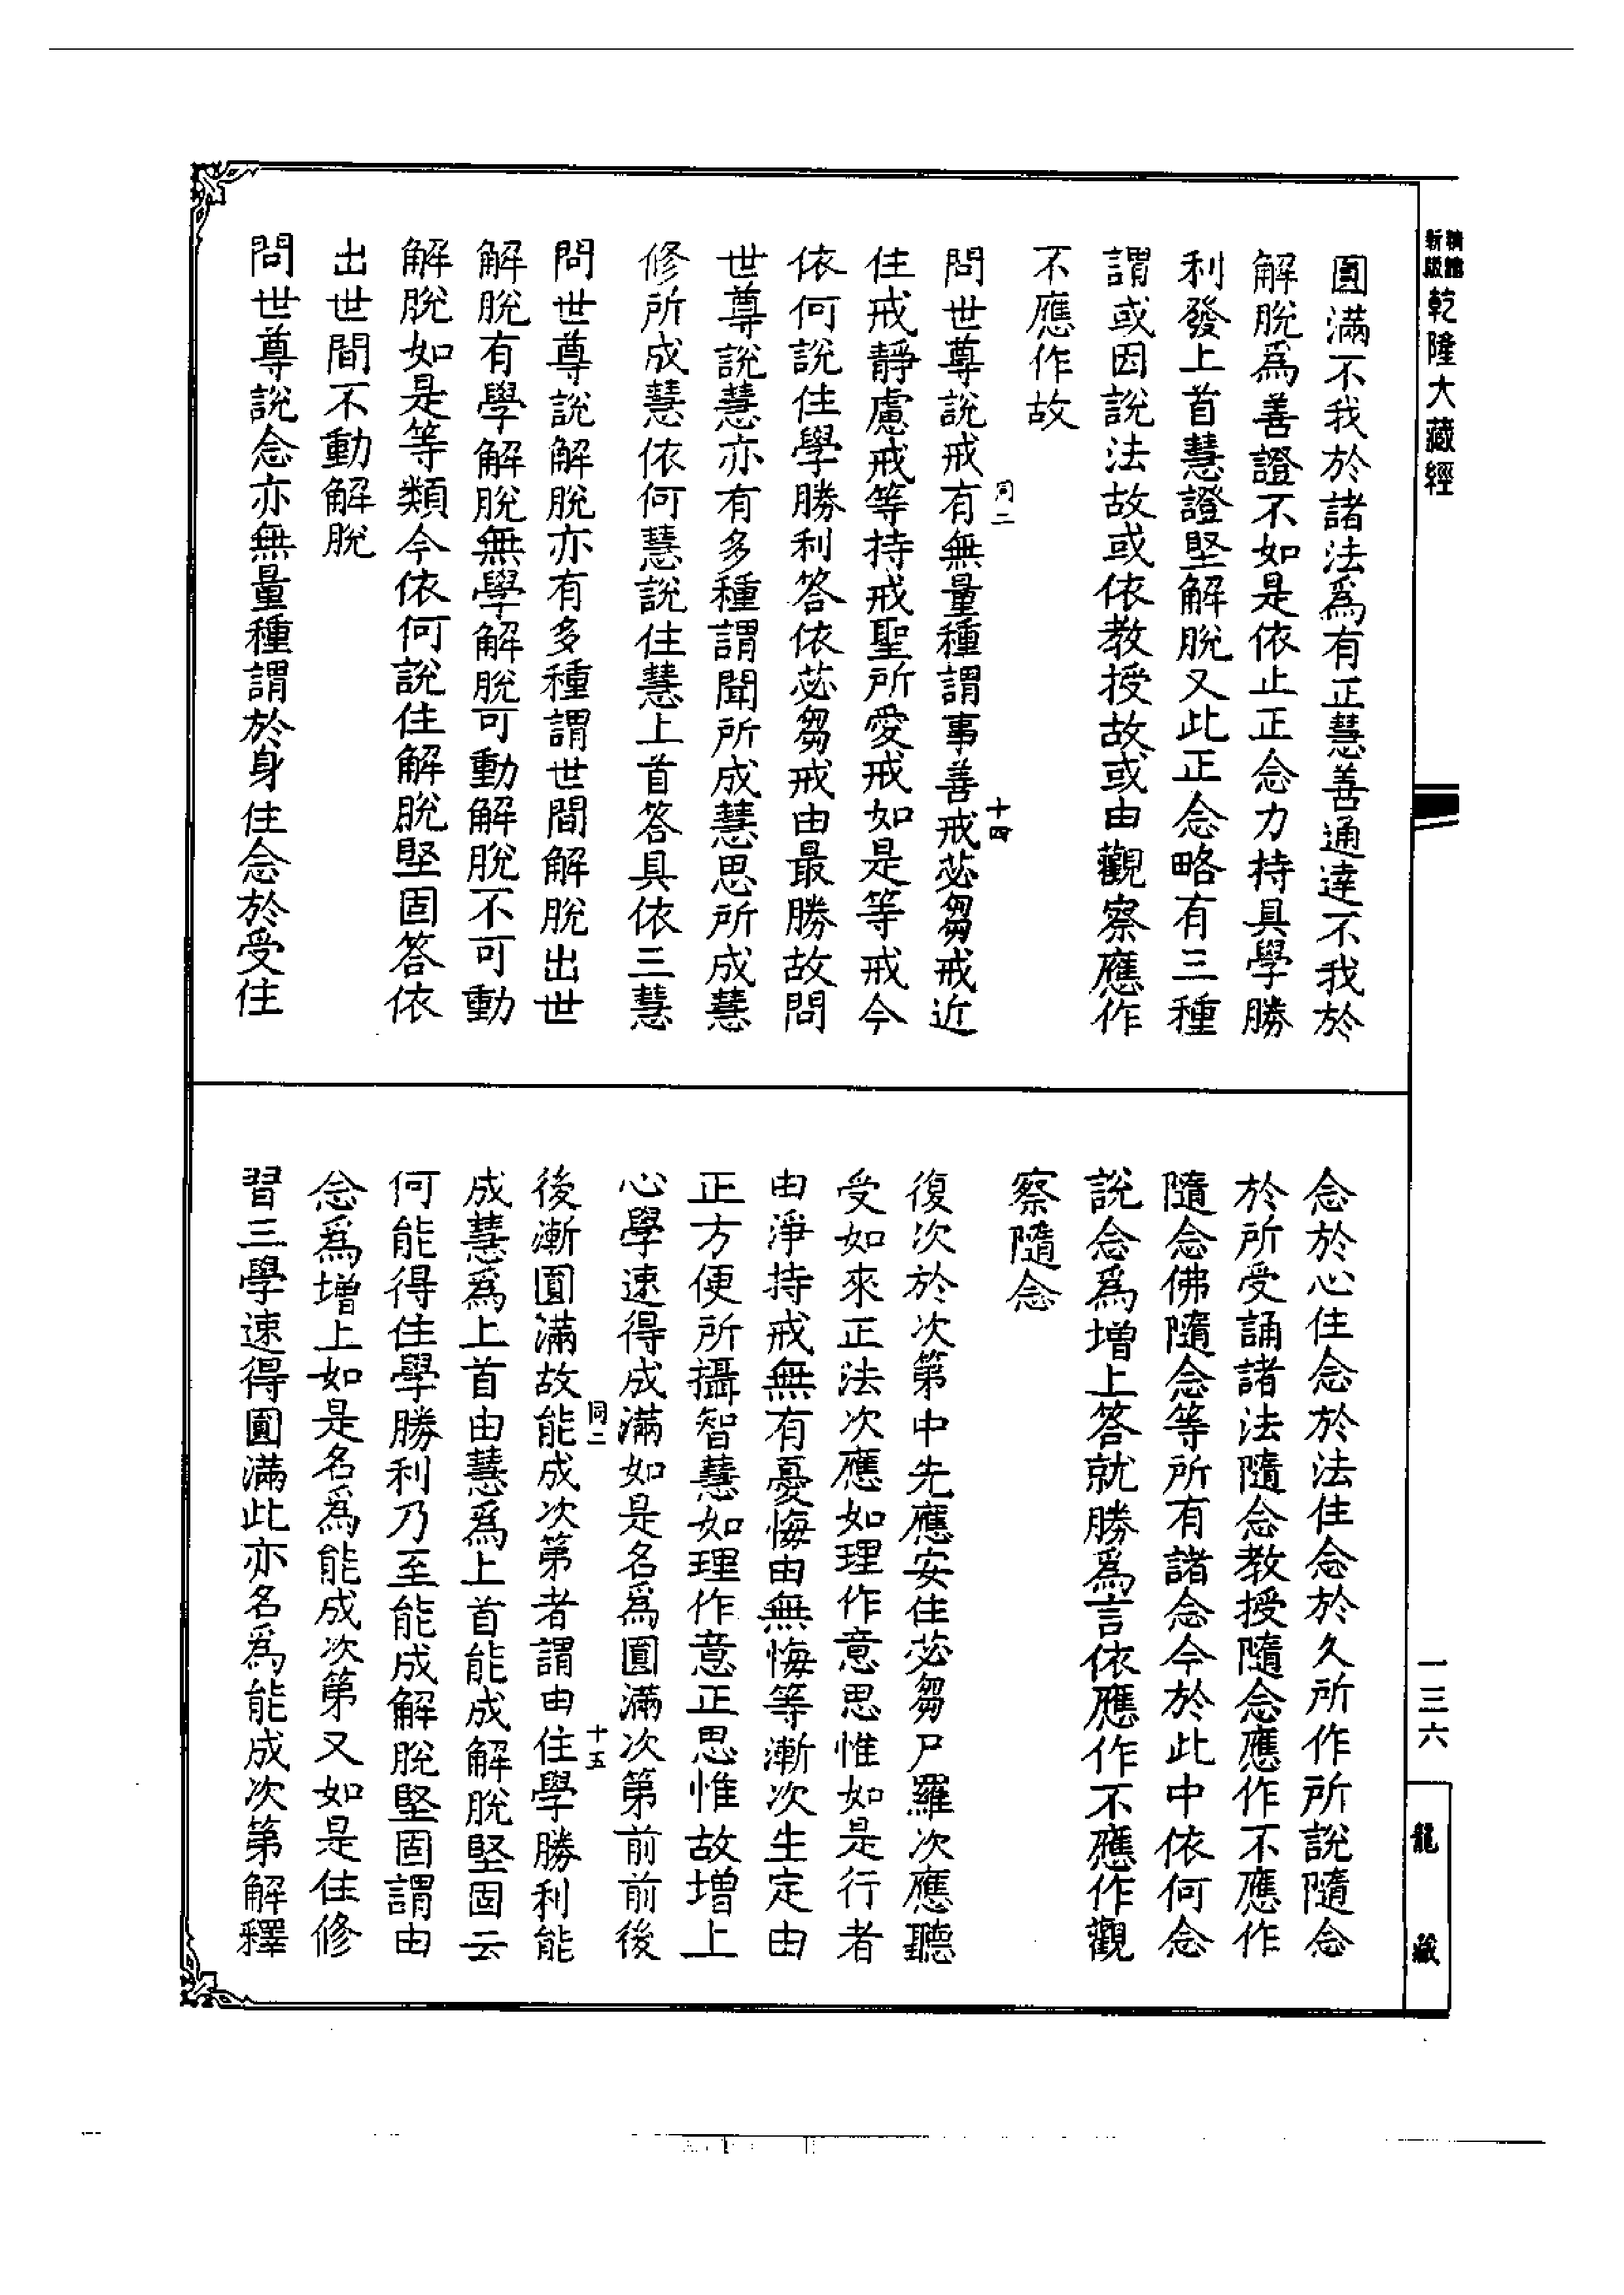 精館
新版
乾隆大藏經
圓滿不我於諸法爲有正慧善通達不我於
解脫爲善證不如是依止正念力持具學勝
利發上首慧證堅解脫又此正念略有三種
謂或因說法故或依教授故或由觀察應作
不應作故
同二
十四
問世尊說戒有無量種謂事善戒苾芻戒近
住戒靜慮戒等持戒聖所愛戒如是等戒今
依何說住學勝利答依苾芻戒由最勝故問
世尊說慧亦有多種謂聞所成慧思所成慧
修所成慧依何慧說住慧上首答具依三慧
問世尊說解脫亦有多種謂世間解脫出世
解脫有學解脫無學解脫可動解脫不可動
解脫如是等類今依何說住解脫堅固答依
出世間不動解脫
問世尊說念亦無量種謂於身住念於受住
念於心住念於法住念於久所作所說隨念
於所受誦諸法隨念教授隨念應作不應作
隨念佛隨念等所有諸念今於此中依何念
說念爲增上答就勝爲言依應作不應作觀
察隨念
復次於次第中先應安住苾芻尸羅次應聽
受如來正法次應如理作意思惟如是行者
由淨持戒無有憂悔由無悔等漸次生定由
正方便所攝智慧如理作意正思惟故增上
心學速得成滿如是名爲圓滿次第前前後
同二
十五
後漸圓滿故能成次第者謂由住學勝利能
成慧爲上首由慧爲上首能成解脫堅固云
何能得住學勝利乃至能成解脫堅固謂由
念爲增上如是名爲能成次第又如是住修
習三學速得圓滿此亦名爲能成次第解釋
一三六
龍藏